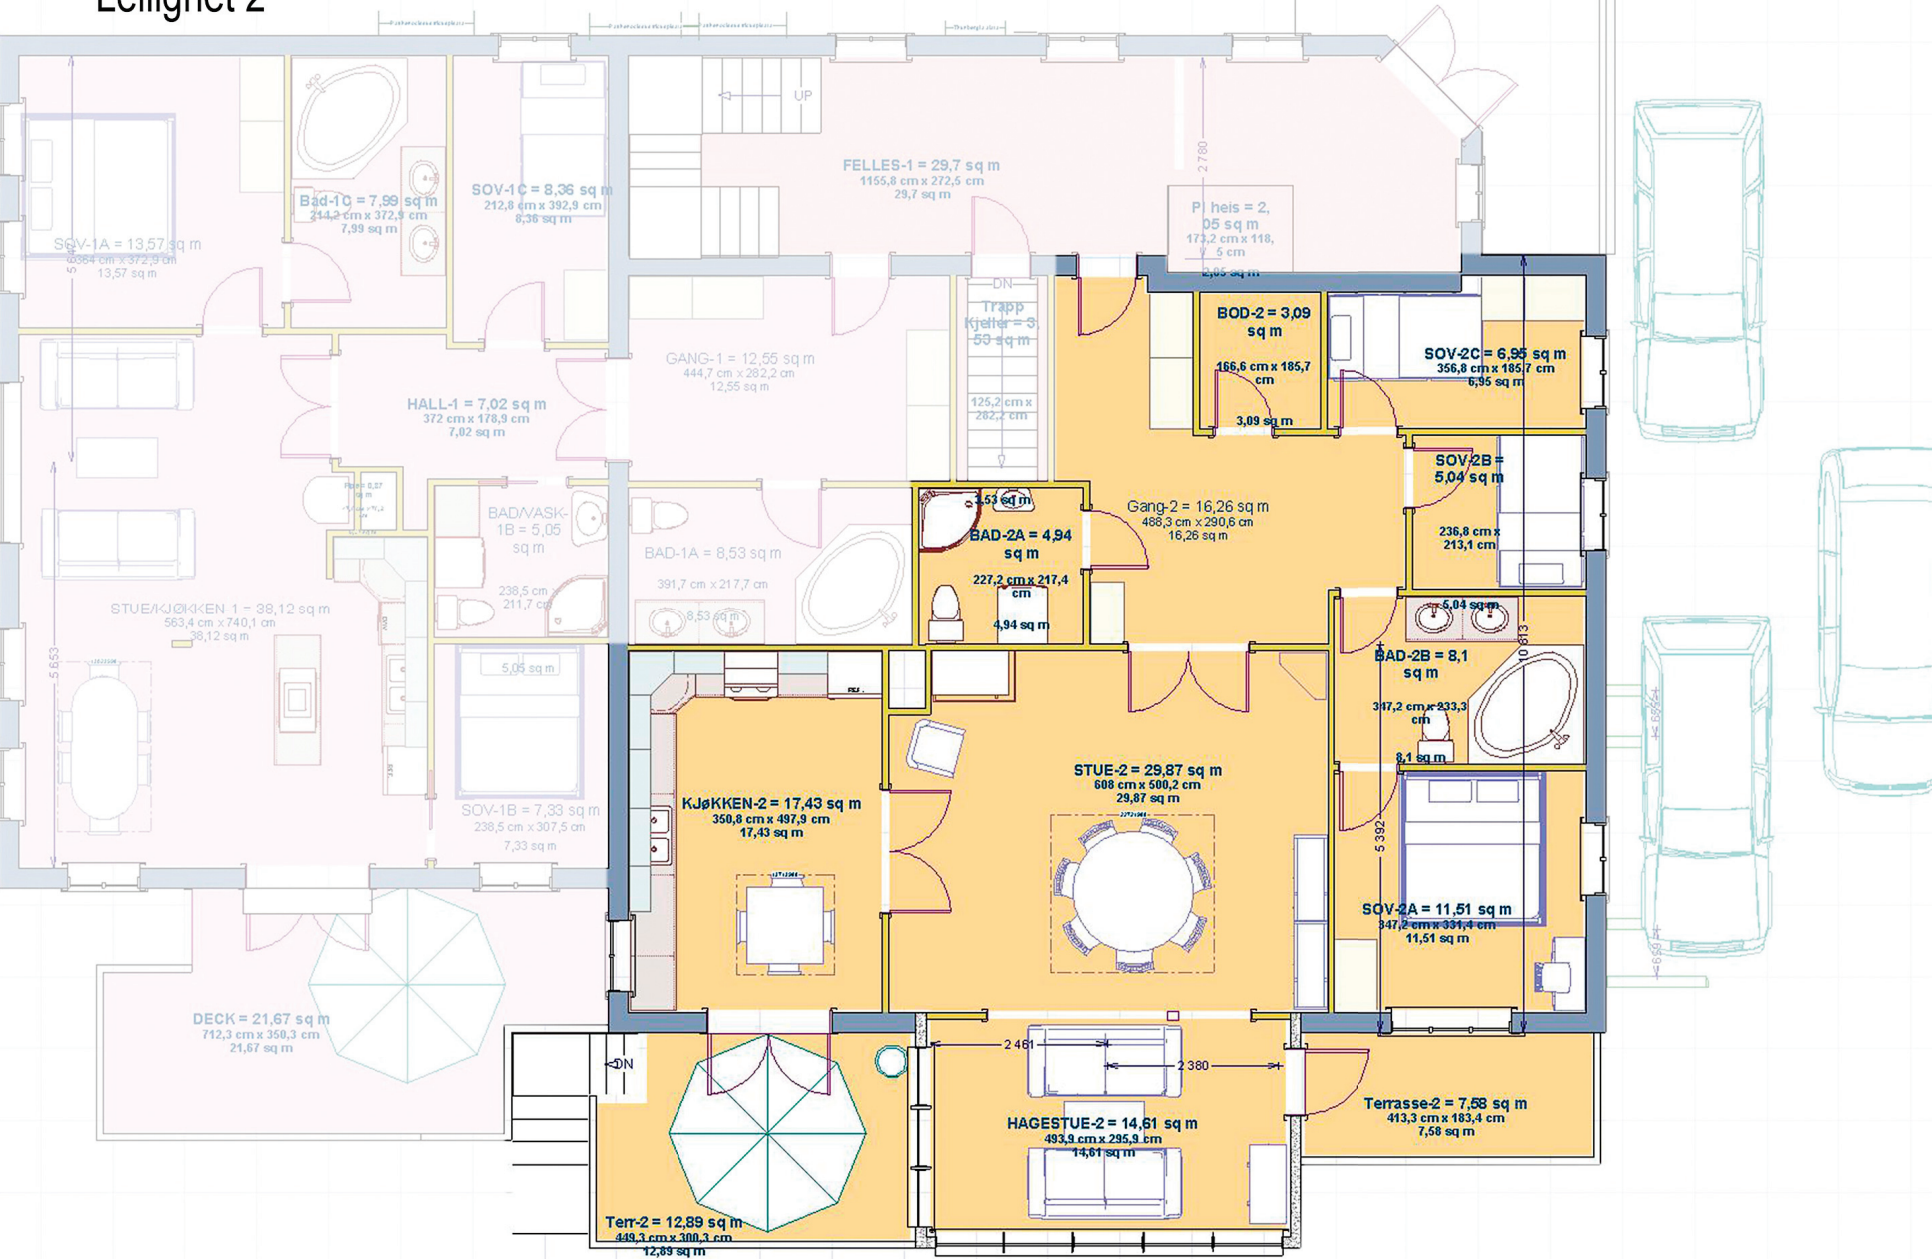 Leilighet 2
UP
FELLES-1 = 29,7 sq m
1155,8 cm x 272,5 cm
29,7 sq m
2 780
heis = 2,
05 sq m
173,2 cm x 118,
5 cm
2,05 sq m
SOV-1A = 13,57 sq m
364 cm x 372,9 cm
13,57 sq m
Bad-1C = 7,99 sq m
214,2 cm x 372,9 cm
7,99 sq m
SOV-1C = 8,36 sq m
212,8 cm x 392,9 cm
8,36 sq m
HALL-1 = 7,02 sq m
372 cm x 178,9 cm
7,02 sq m
GANG-1 = 12,55 sq m
444,7 cm x 282,2 cm
12,55 sq m
DN
Trapp
Kjeller = 3,
53 sq m
125,2 cm x
282,2 cm
3,53 sq m
BOD-2 = 3,09
sq m
166,6 cm x 185,7
cm
3,09 sq m
SOV-2C = 6,95 sq m
356,8 cm x 185,7 cm
6,95 sq m
SOV-2B =
5,04 sq m
236,8 cm x
213,1 cm
5,04 sq m
Gang-2 = 16,26 sq m
488,3 cm x 290,6 cm
16,26 sq m
BAD-2A = 4,94
sq m
227,2 cm x 217,4
cm
4,94 sq m
BAD/VASK-
1B = 5,05
sq m
238,5 cm
211,7 cm
5,05 sq m
BAD-1A = 8,53 sq m
391,7 cm x 217,7 cm
8,53 sq m
STUE/KJØKKEN 1 = 38,12 sq m
563,4 cm x 740,1 cm
38,12 sq m
5 653
BAD-2B = 8,1
sq m
347,2 cm x 233,3
cm
8,1 sq m
10 813
5 392
SOV-1B = 7,33 sq m
238,5 cm x 307,5 cm
7,33 sq m
KJøKKEN-2 = 17,43 sq m
350,8 cm x 497,9 cm
17,43 sq m
STUE-2 = 29,87 sq m
608 cm x 500,2 cm
29,87 sq m
SOV-2A = 11,51 sq m
347,2 cm x 331,4 cm
11,51 sq m
DECK = 21,67 sq m
712,3 cm x 350,3 cm
21,67 sq m
DN
2 461
2 380
HAGESTUE-2 = 14,61 sq m
493,9 cm x 295,9 cm
14,61 sq m
Terrasse-2 = 7,58 sq m
413,3 cm x 183,4 cm
7,58 sq m
Terr-2 = 12,89 sq m
449,3 cm x 300,3 cm
12,89 sq m